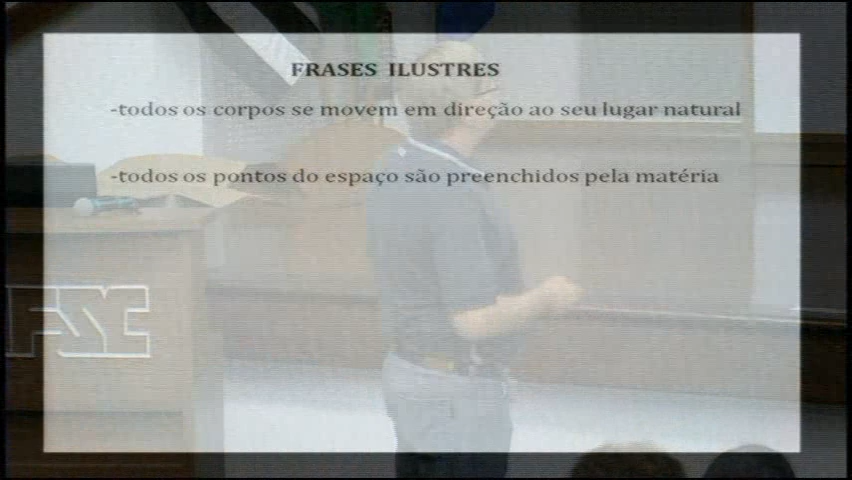 FRASES ILUSTRES
-todos os corpos se movem em direção ao seu lugar natural
-todos os pontos do espaço são preenchidos pela matéria